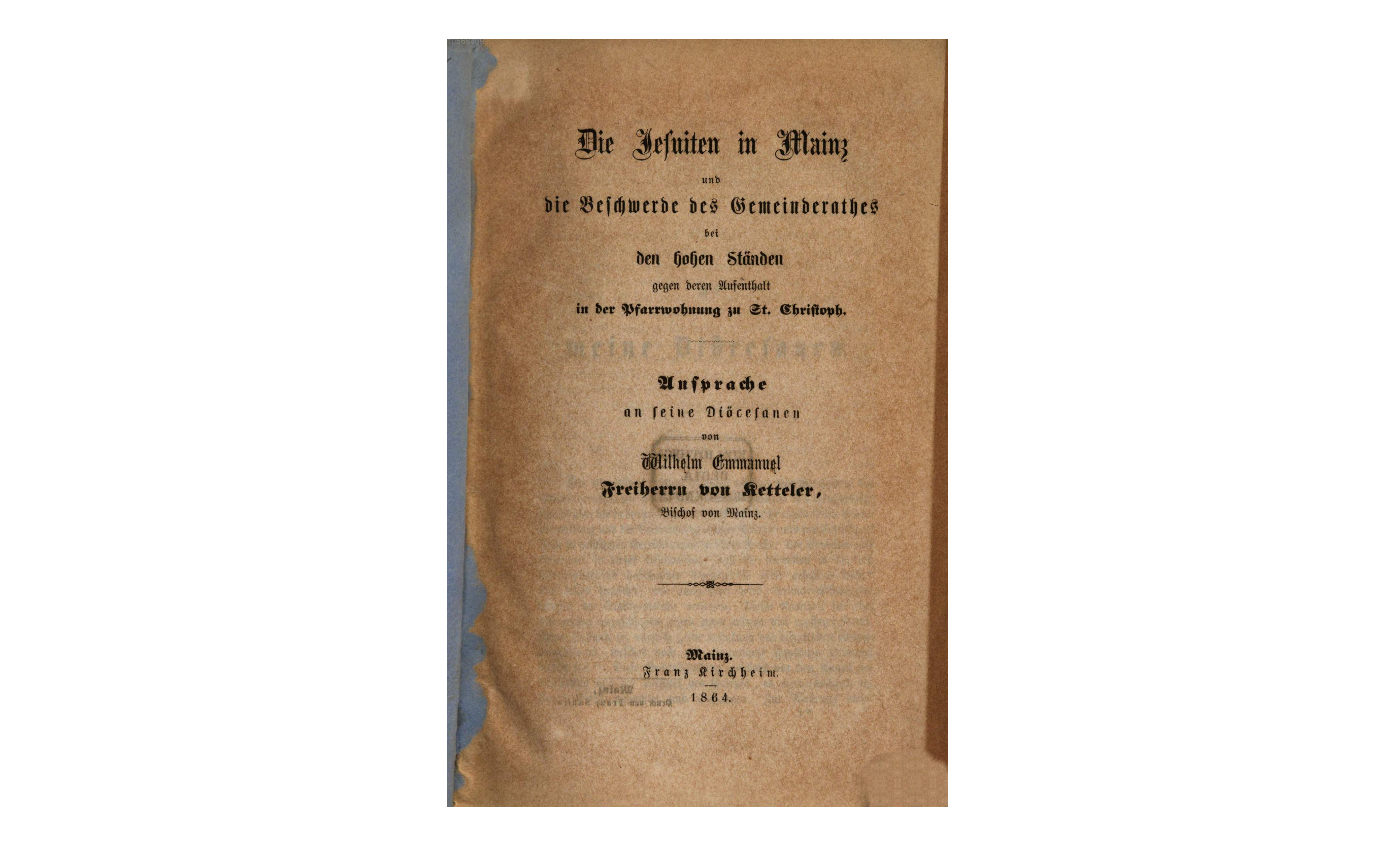 Die Jeſuiten in Mainz
und
die Beſchwerde des Gemeinderathes
bei
den hohen Ständen
gegen deren Aufenthalt
in der Pfarrwohnung zu St. Chriſtoph.
Anſprache
an ſeine Diöceſanen
von
Wilhelm Emmanuel
Freiherrn von Ketteler,
Biſchof von Mainz.
Mainz.
Franz Kirchheim.
1864.